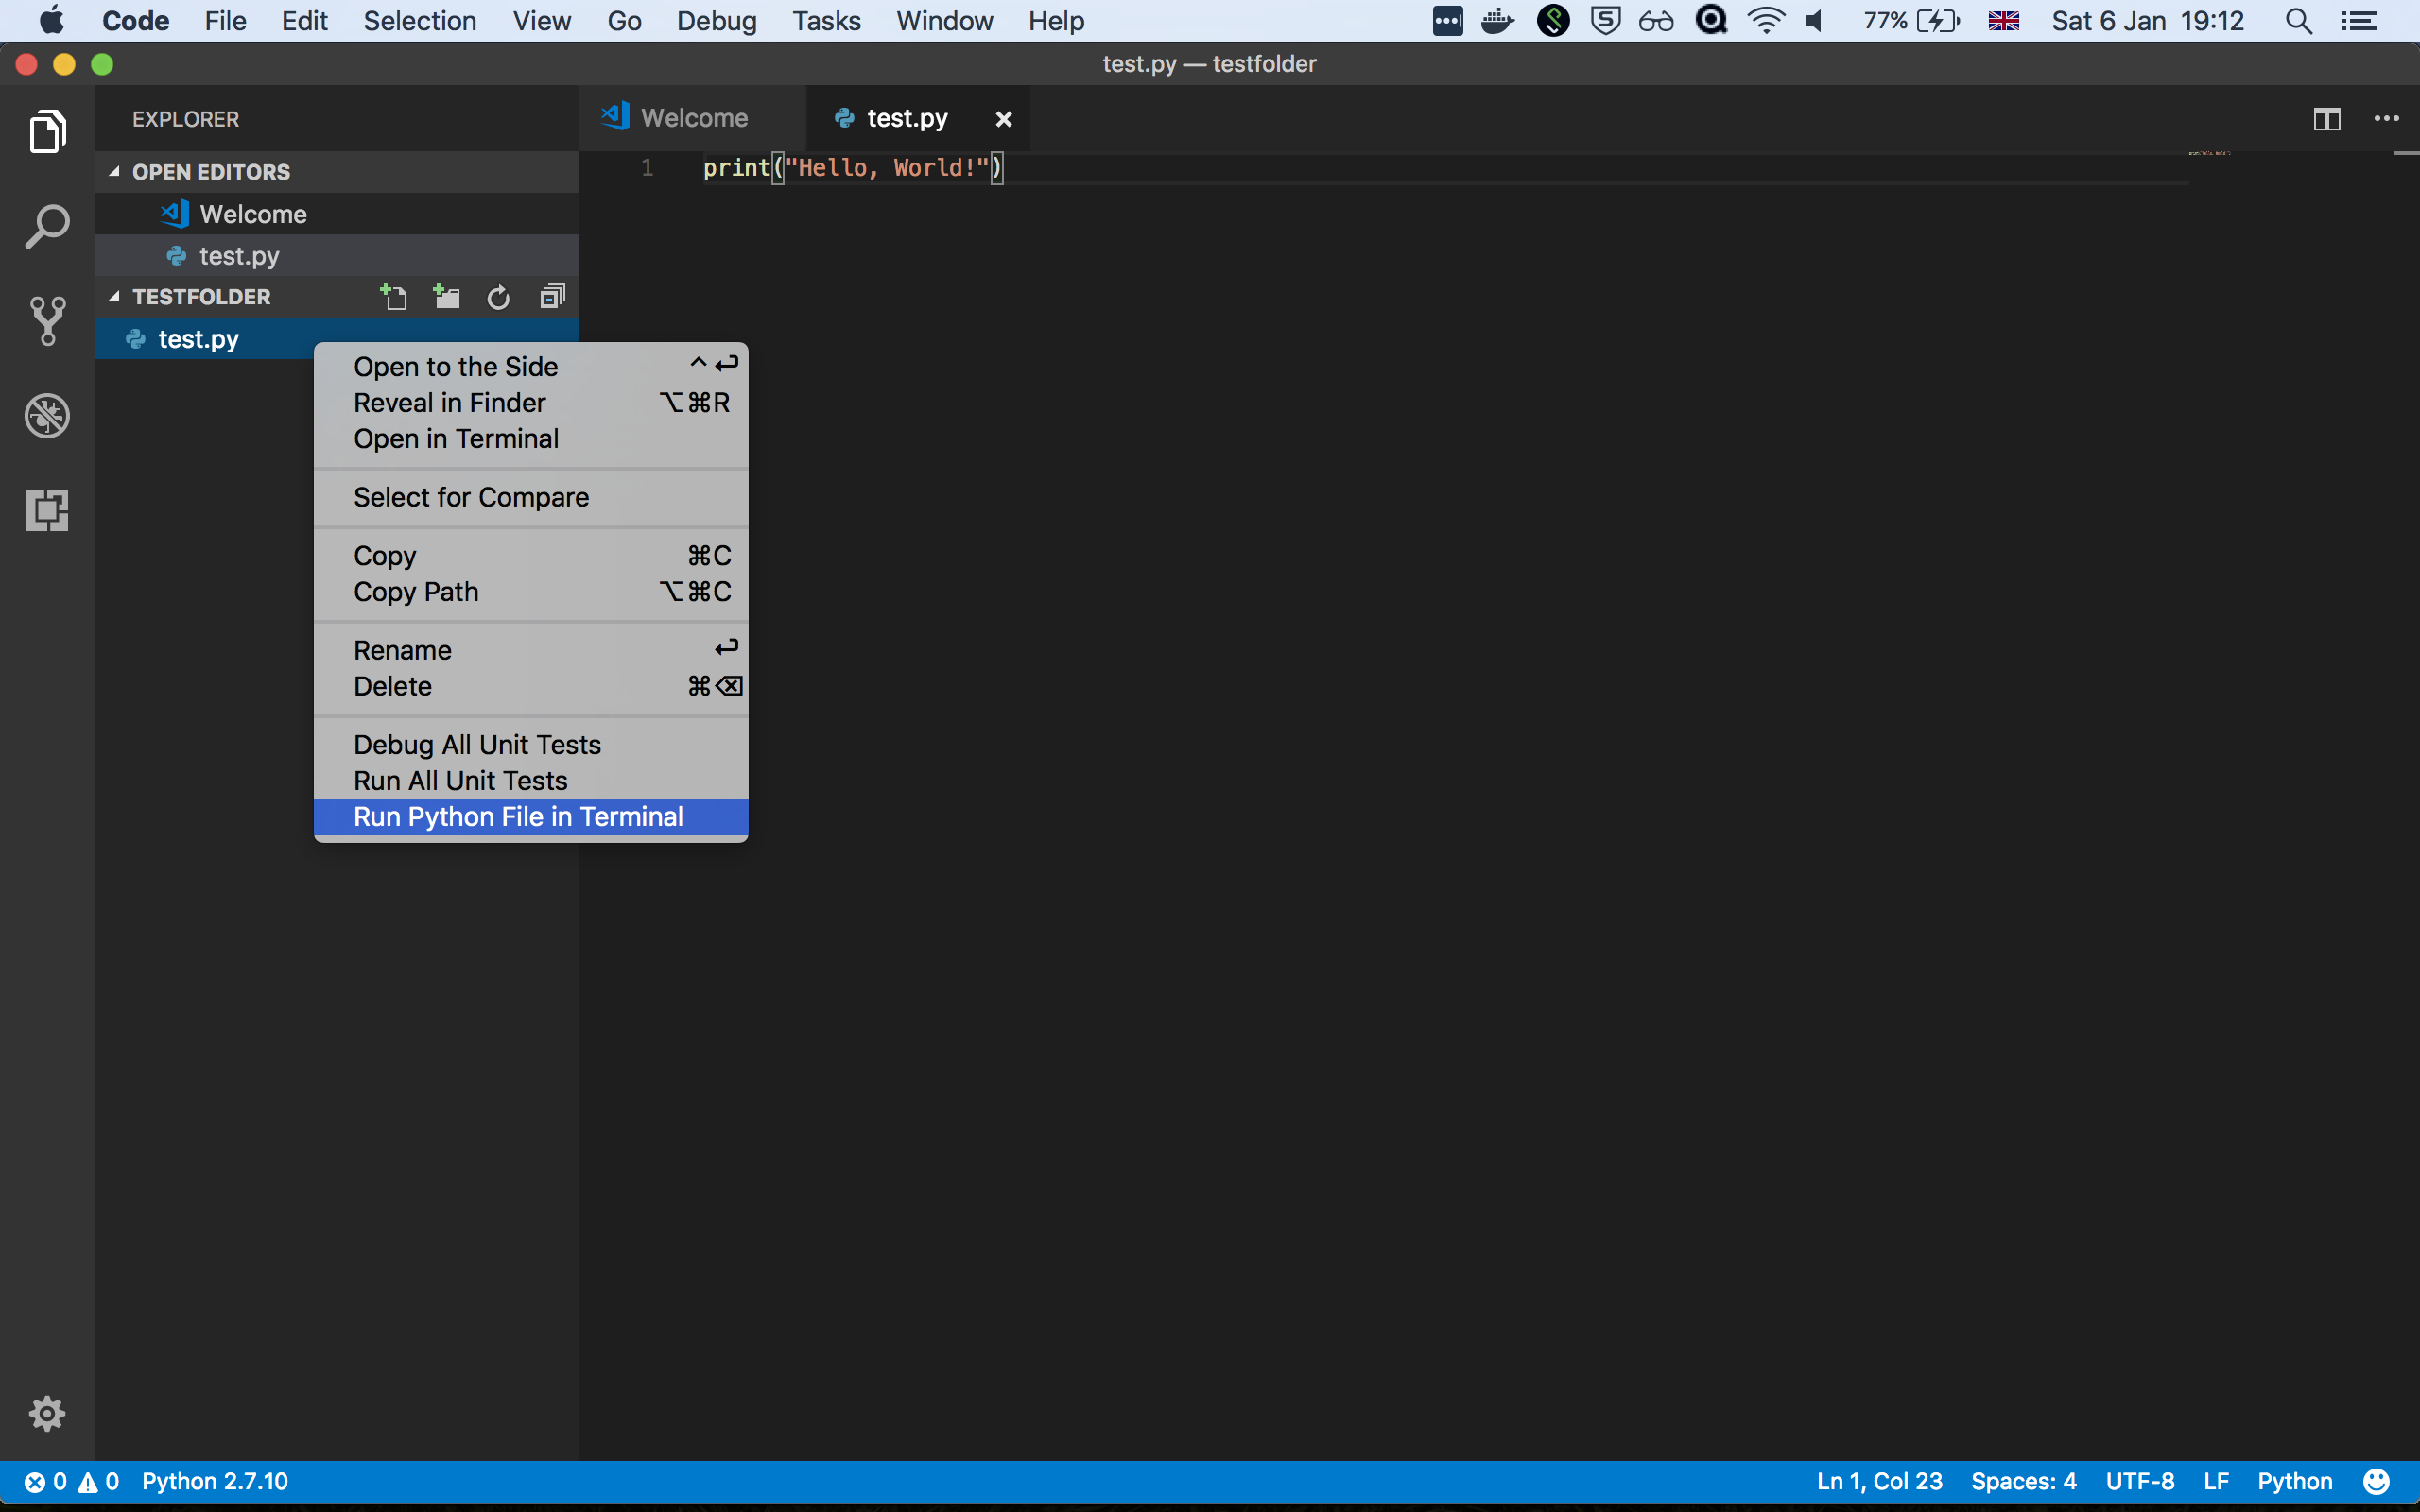 Code File Edit Selection View Go Debug Tasks Window Help 77% Sat 6 Jan 19:12
test.py — testfolder
EXPLORER
Welcome
test.py
OPEN EDITORS
Welcome
test.py
TESTFOLDER
test.py
1 print("Hello, World!")
Open to the Side ^↩
Reveal in Finder ⌥⌘R
Open in Terminal
Select for Compare
Copy ⌘C
Copy Path ⌥⌘C
Rename ↩
Delete ⌘⌫
Debug All Unit Tests
Run All Unit Tests
Run Python File in Terminal
0 0 Python 2.7.10 Ln 1, Col 23 Spaces: 4 UTF-8 LF Python